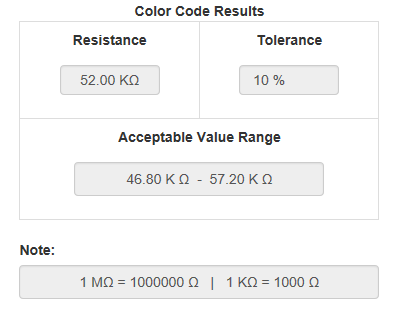 Color Code Results
Resistance Tolerance
52.00 KΩ 10 %
Acceptable Value Range
46.80 K Ω - 57.20 K Ω
Note:
1 MΩ = 1000000 Ω | 1 KΩ = 1000 Ω